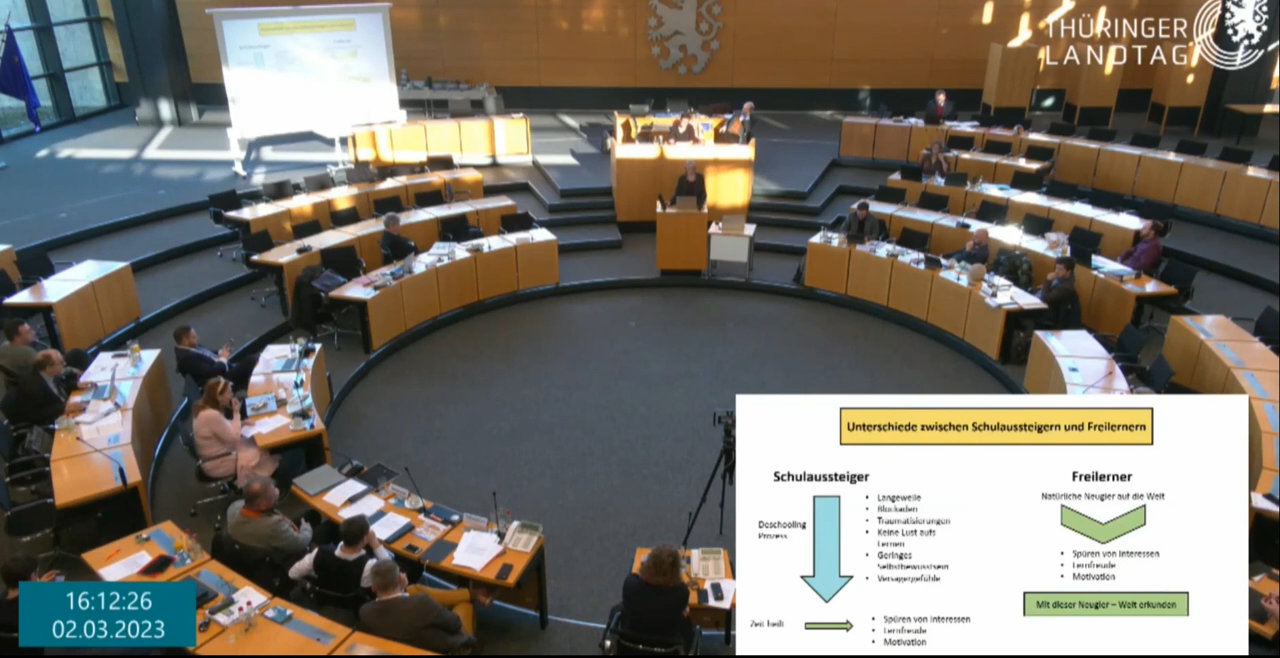 THÜRINGER
LANDTAG
Unterschiede zwischen Schulaussteigern und Freilernern
Schulaussteiger
Deschooling
Prozess
Langeweile
Blockaden
Traumatisierungen
Keine Lust aufs
Lernen
Geringes
Selbstbewusstsein
Versagergefühle
Zeit heilt
Spüren von Interessen
Lernfreude
Motivation
Freilerner
Natürliche Neugier auf die Welt
Spüren von Interessen
Lernfreude
Motivation
Mit dieser Neugier – Welt erkunden
16:12:26
02.03.2023